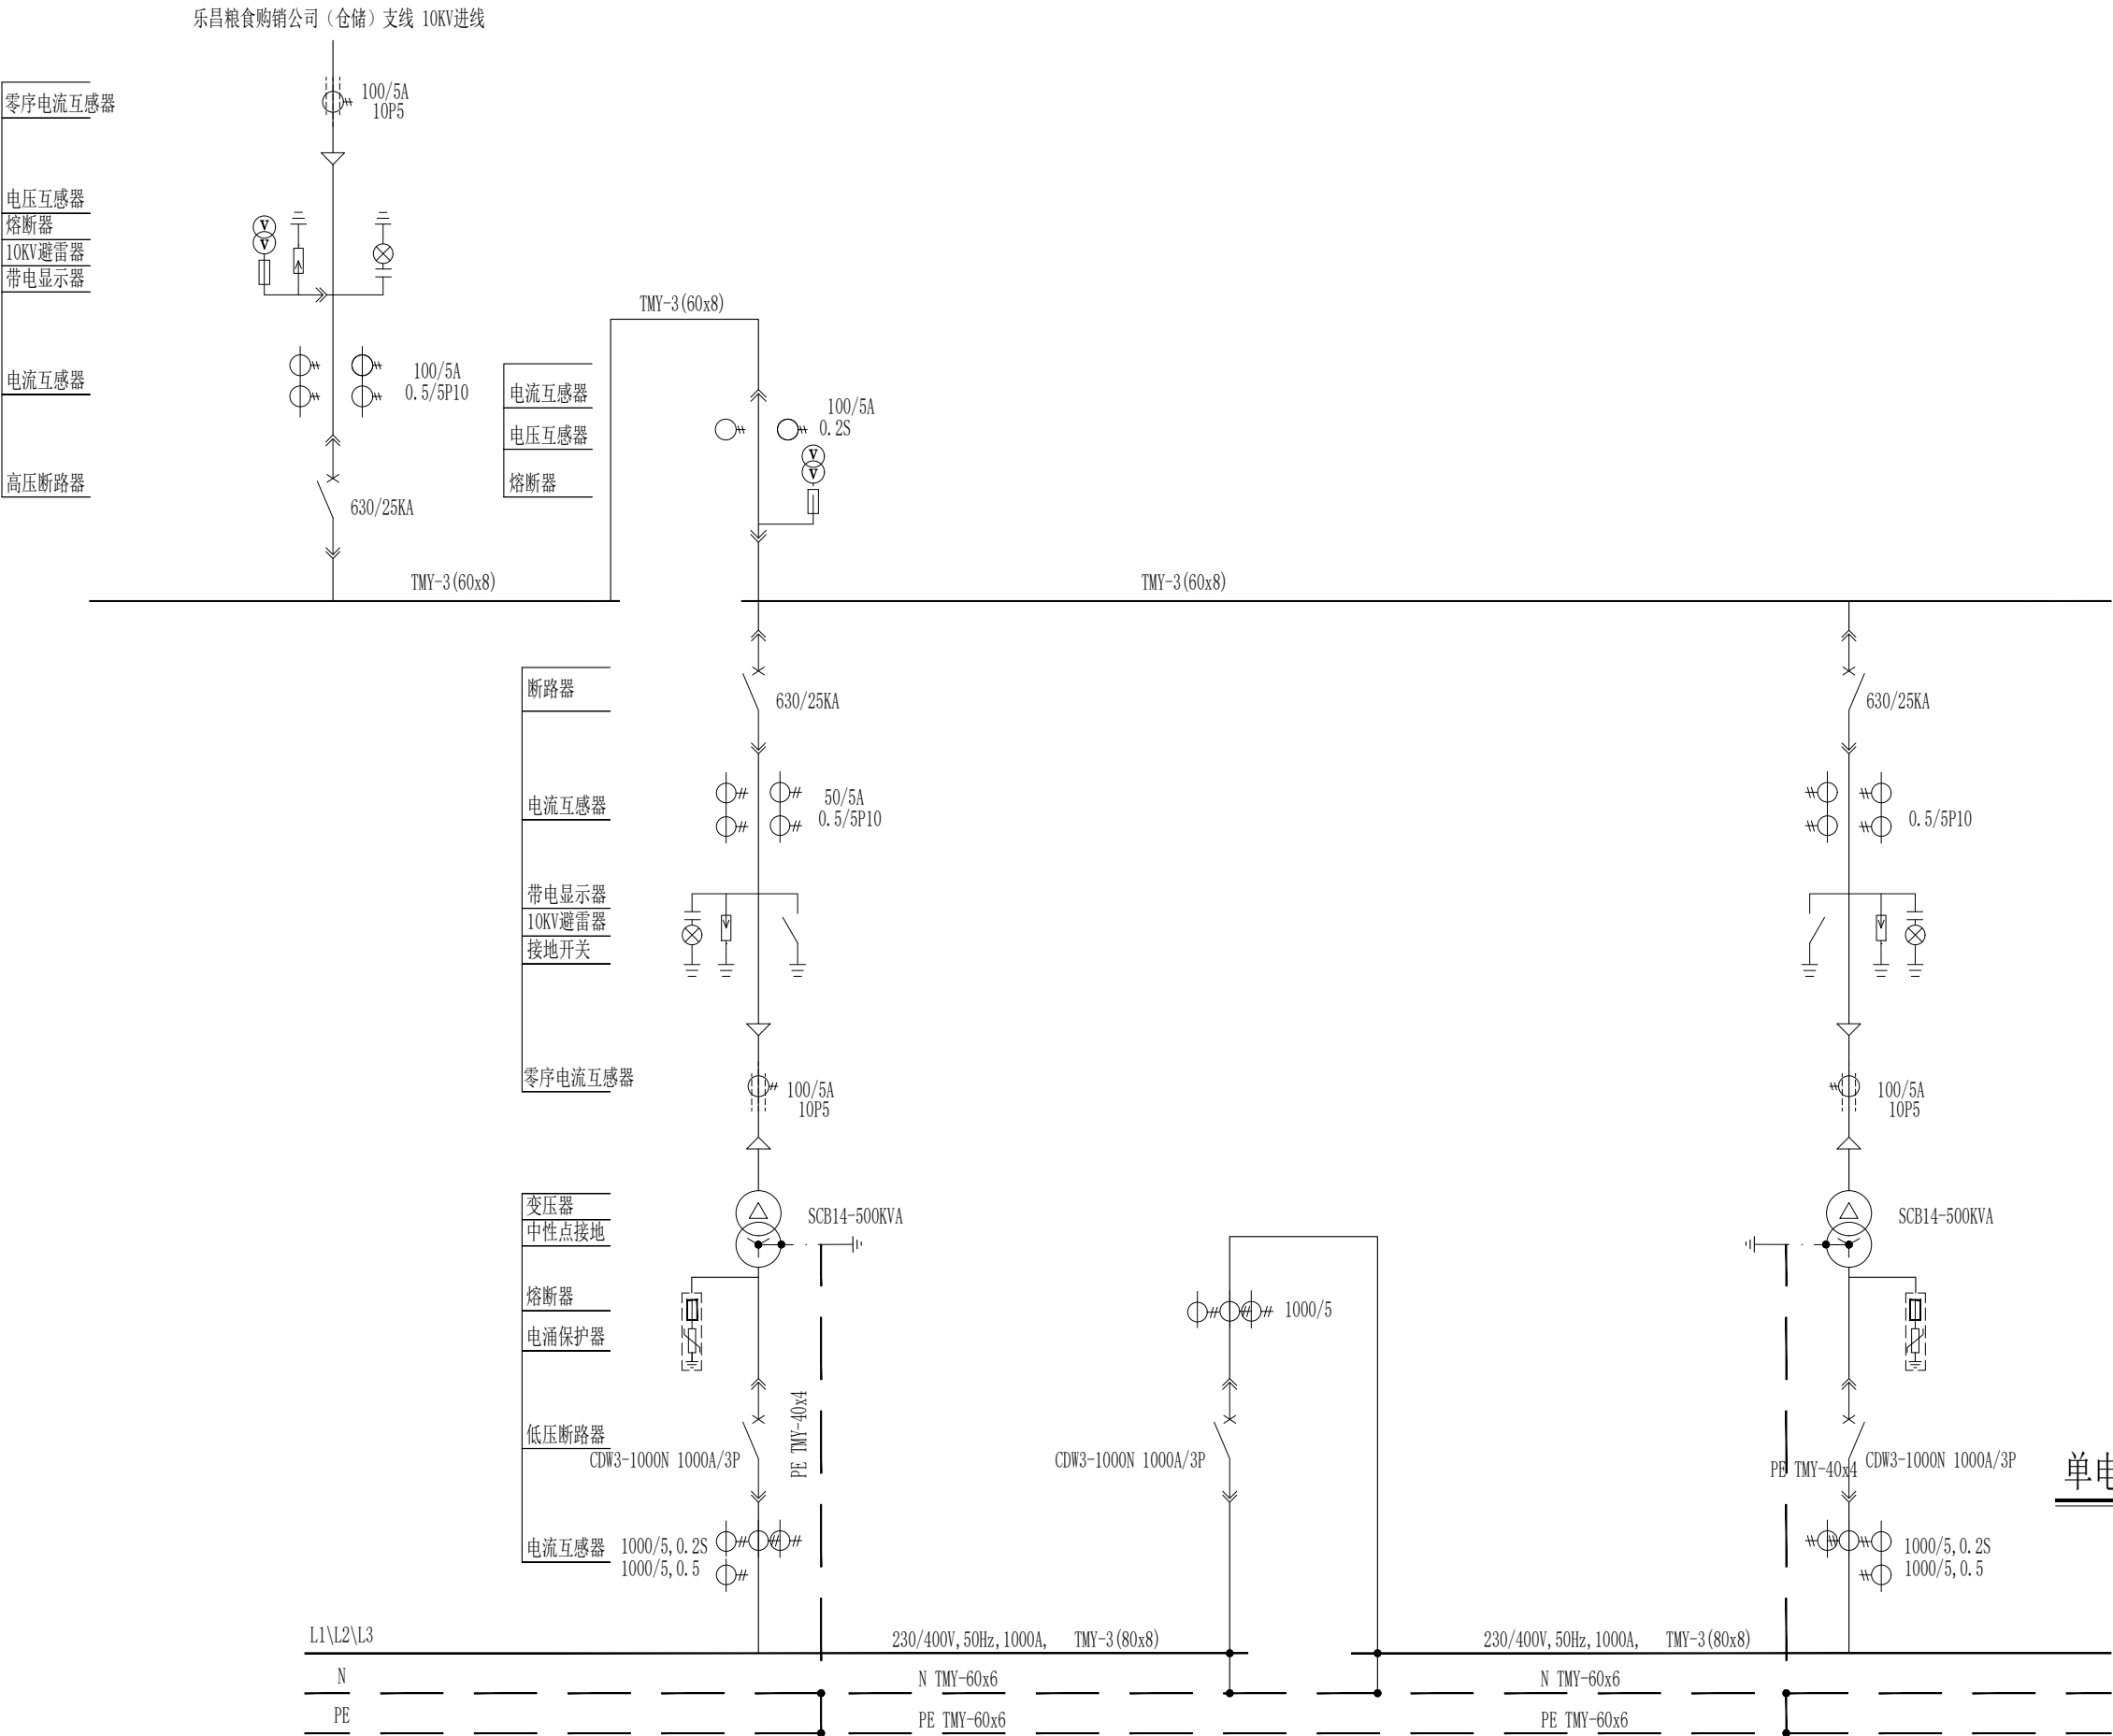 乐昌粮食购销公司（仓储）支线 10KV进线
零序电流互感器
100/5A
10P5
电压互感器
熔断器
10KV避雷器
带电显示器
V
V
电流互感器
100/5A
0.5/5P10
高压断路器
630/25KA
TMY-3(60x8)
TMY-3(60x8)
电流互感器
电压互感器
熔断器
100/5A
0.2S
V
V
TMY-3(60x8)
断路器
630/25KA
630/25KA
电流互感器
50/5A
0.5/5P10
0.5/5P10
带电显示器
10KV避雷器
接地开关
零序电流互感器
100/5A
10P5
100/5A
10P5
变压器
中性点接地
SCB14-500KVA
SCB14-500KVA
熔断器
电涌保护器
1000/5
低压断路器
CDW3-1000N 1000A/3P
PE TMY-40x4
CDW3-1000N 1000A/3P
PE TMY-40x4
CDW3-1000N 1000A/3P
单
电流互感器
1000/5,0.2S
1000/5,0.5
1000/5,0.2S
1000/5,0.5
L1\L2\L3
230/400V,50Hz,1000A, TMY-3(80x8)
230/400V,50Hz,1000A, TMY-3(80x8)
N
N TMY-60x6
N TMY-60x6
PE
PE TMY-60x6
PE TMY-60x6